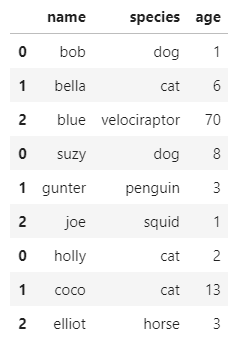 name species age
0 bob dog 1
1 bella cat 6
2 blue velociraptor 70
0 suzy dog 8
1 gunter penguin 3
2 joe squid 1
0 holly cat 2
1 coco cat 13
2 elliot horse 3